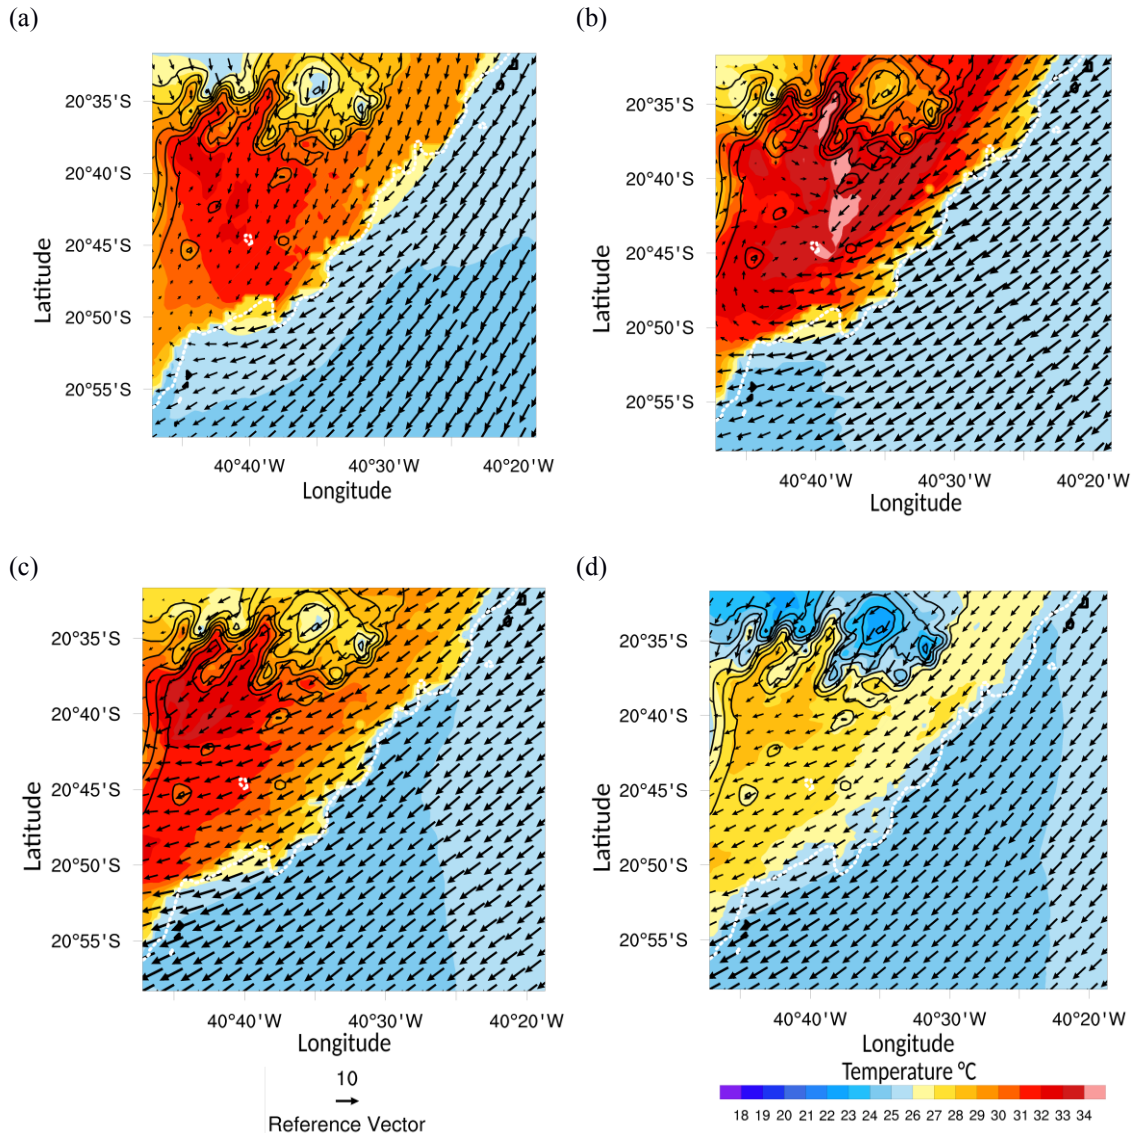 (a)
(b)
20°35'S
20°40'S
20°45'S
20°50'S
20°55'S
Latitude
40°40'W 40°30'W 40°20'W
Longitude
20°35'S
20°40'S
20°45'S
20°50'S
20°55'S
Latitude
40°40'W 40°30'W 40°20'W
Longitude
(c)
(d)
20°35'S
20°40'S
20°45'S
20°50'S
20°55'S
Latitude
40°40'W 40°30'W 40°20'W
Longitude
20°35'S
20°40'S
20°45'S
20°50'S
20°55'S
Latitude
40°40'W 40°30'W 40°20'W
Longitude
10
Reference Vector
Temperature °C
18 19 20 21 22 23 24 25 26 27 28 29 30 31 32 33 34